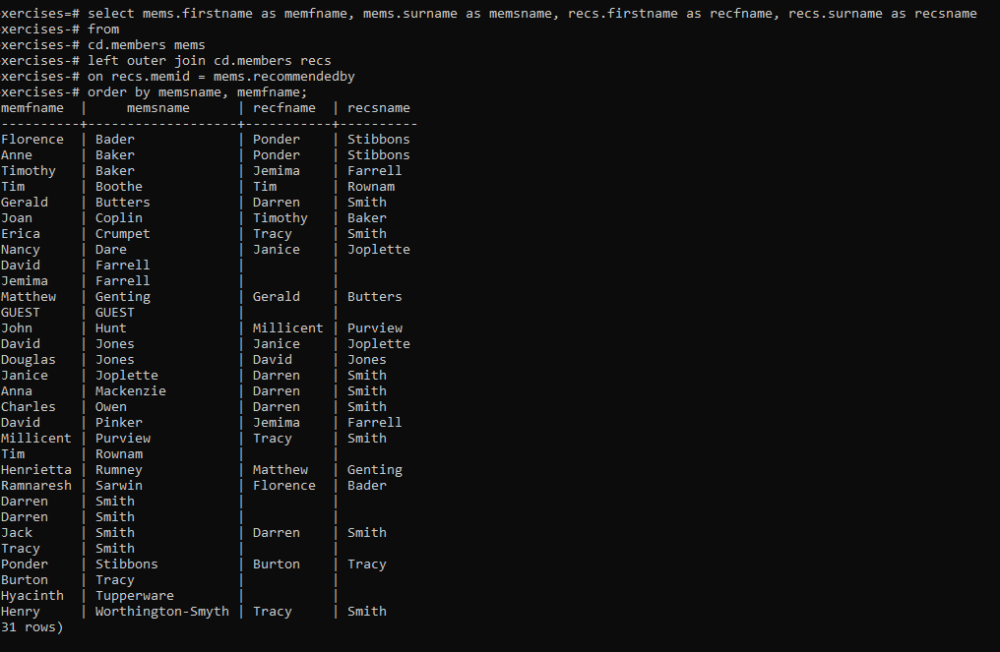 xercises=# select mems.firstname as memfname, mems.surname as memsname, recs.firstname as recfname, recs.surname as recsname
xercises-# from
xercises-# cd.members mems
xercises-# left outer join cd.members recs
xercises-# on recs.memid = mems.recommendedby
xercises-# order by memsname, memfname;
memfname  |     memsname      | recfname  | recsname
----------+-------------------+-----------+----------
Florence  | Bader             | Ponder    | Stibbons
Anne      | Baker             | Ponder    | Stibbons
Timothy   | Baker             | Jemima    | Farrell
Tim       | Boothe            | Tim       | Rownam
Gerald    | Butters           | Darren    | Smith
Joan      | Coplin            | Timothy   | Baker
Erica     | Crumpet           | Tracy     | Smith
Nancy     | Dare              | Janice    | Joplette
David     | Farrell           |           |
Jemima    | Farrell           |           |
Matthew   | Genting           | Gerald    | Butters
GUEST     | GUEST             |           |
John      | Hunt              | Millicent | Purview
David     | Jones             | Janice    | Joplette
Douglas   | Jones             | David     | Jones
Janice    | Joplette          | Darren    | Smith
Anna      | Mackenzie         | Darren    | Smith
Charles   | Owen              | Darren    | Smith
David     | Pinker            | Jemima    | Farrell
Millicent | Purview           | Tracy     | Smith
Tim       | Rownam            |           |
Henrietta | Rumney            | Matthew   | Genting
Ramnaresh | Sarwin            | Florence  | Bader
Darren    | Smith             |           |
Darren    | Smith             |           |
Jack      | Smith             | Darren    | Smith
Tracy     | Smith             |           |
Ponder    | Stibbons          | Burton    | Tracy
Burton    | Tracy             |           |
Hyacinth  | Tupperware        |           |
Henry     | Worthington-Smyth | Tracy     | Smith
31 rows)